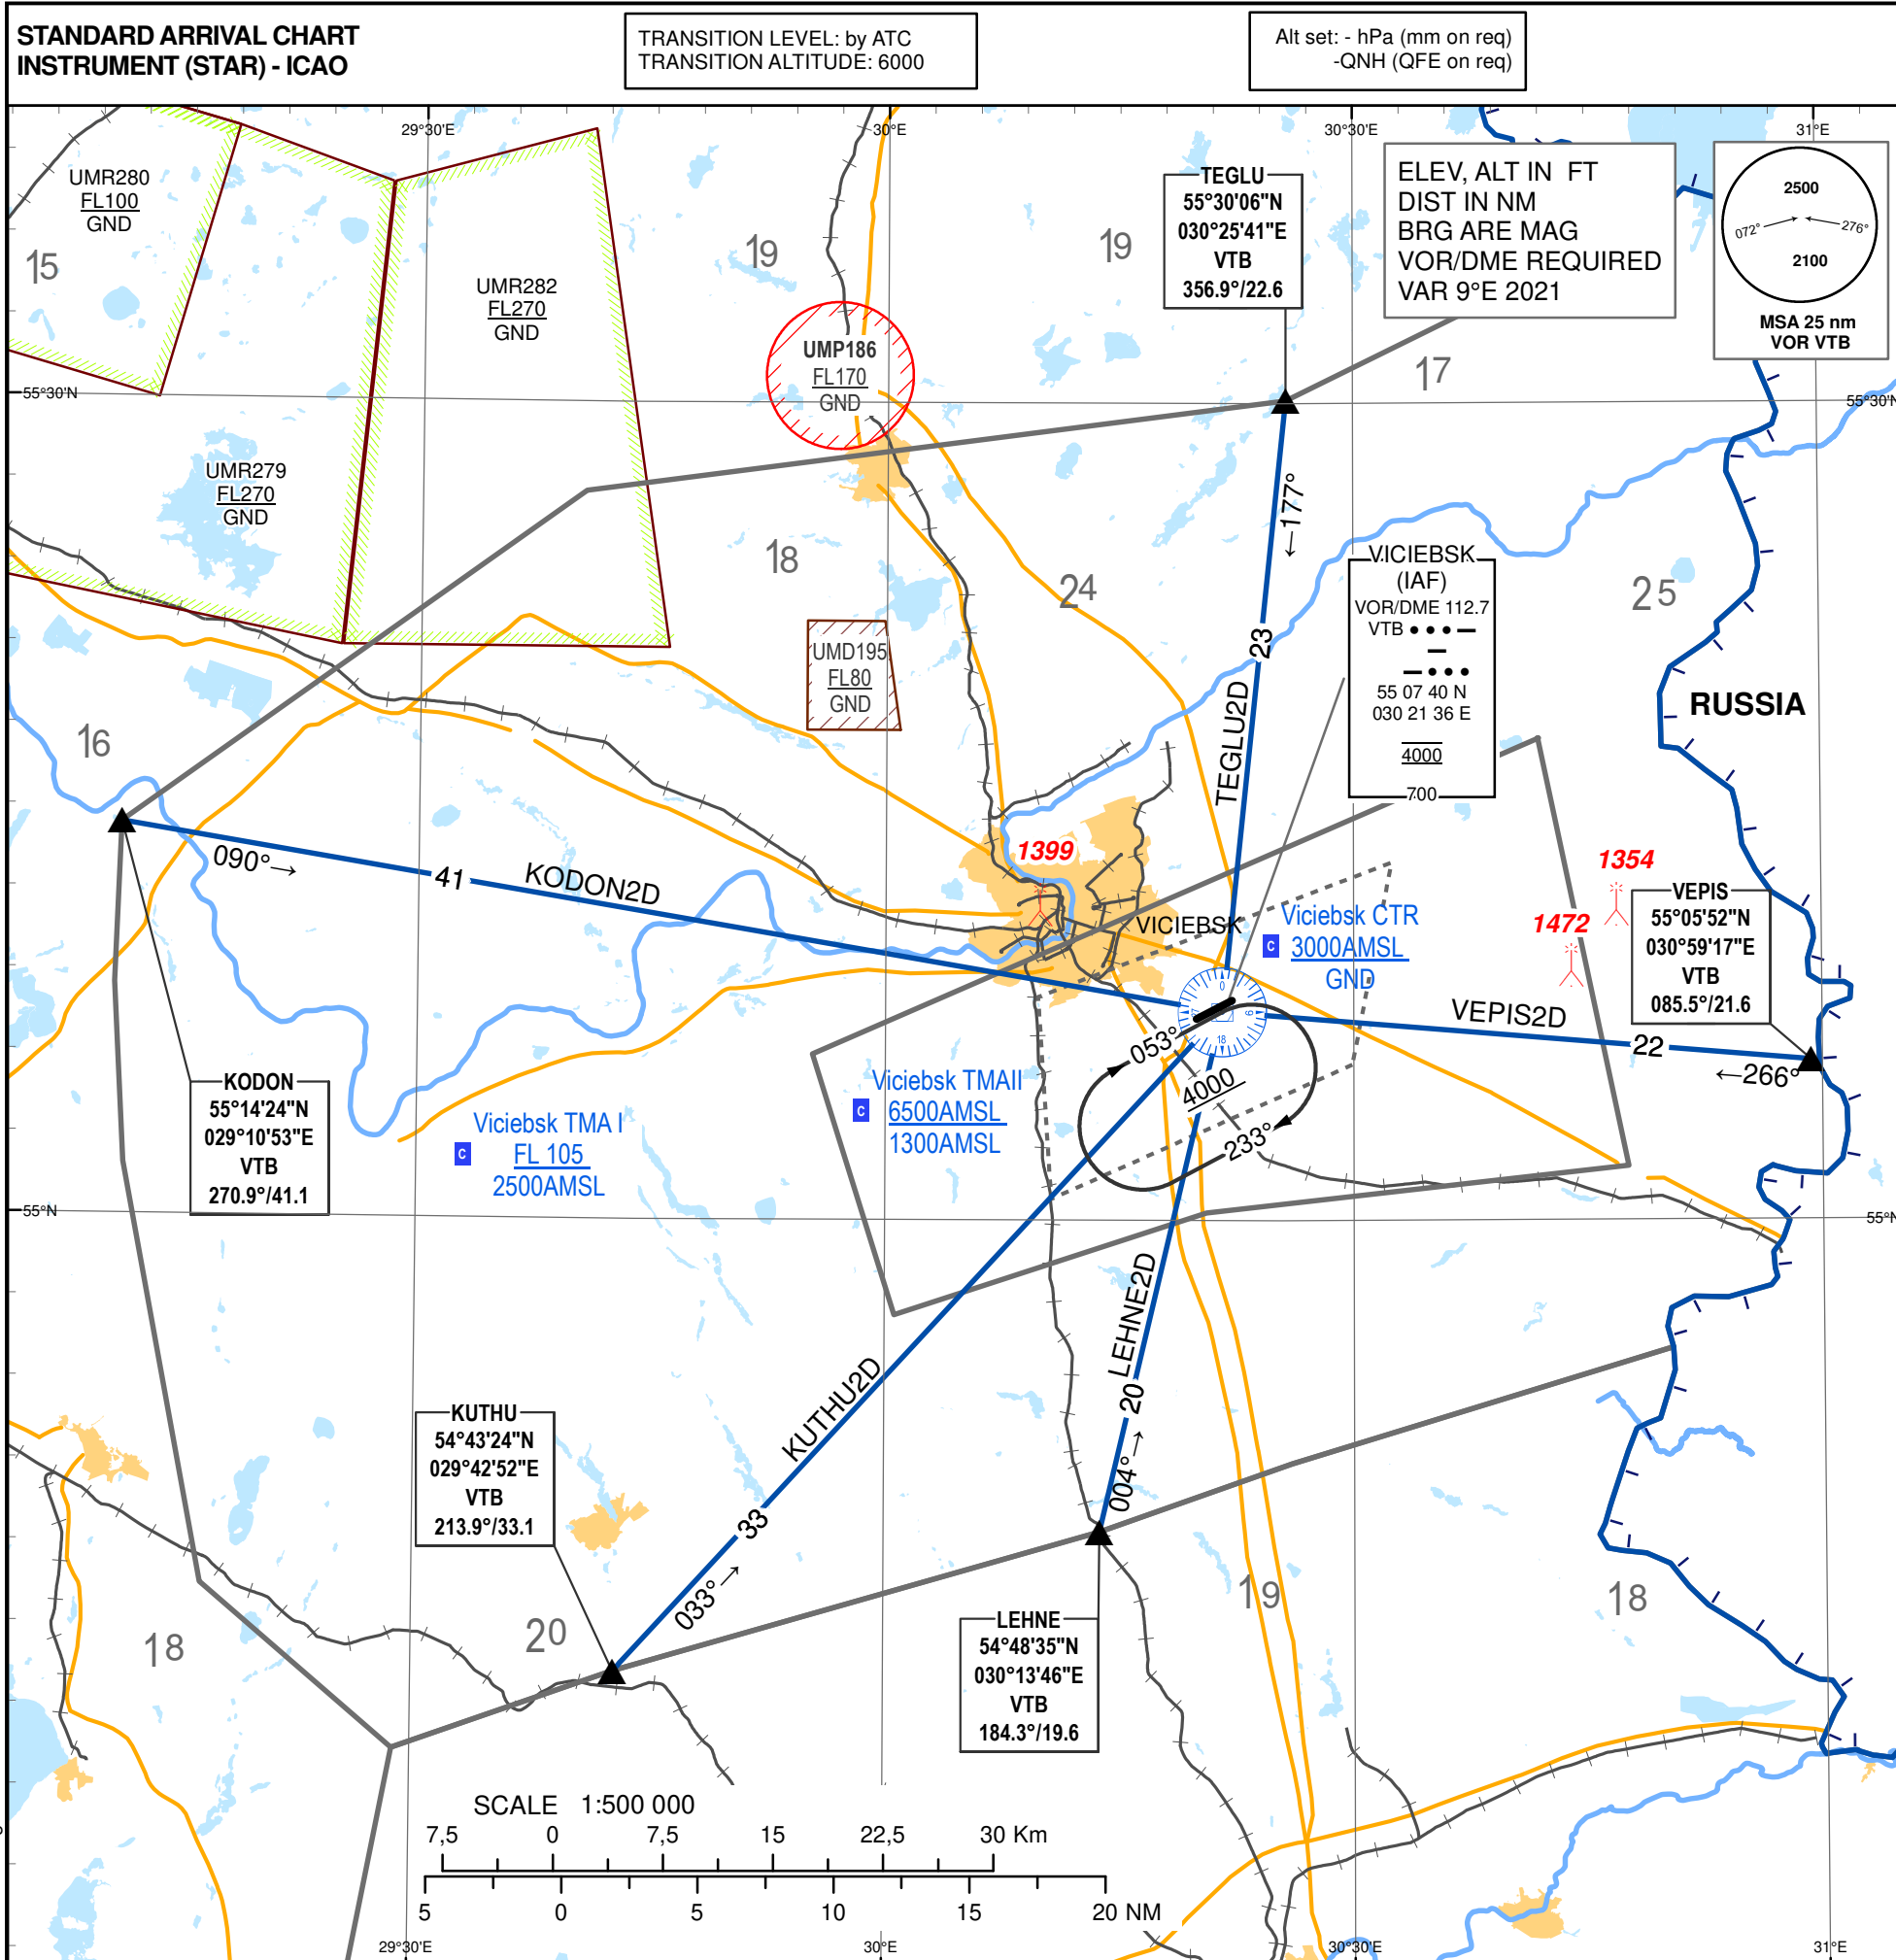 STANDARD ARRIVAL CHART
INSTRUMENT (STAR) - ICAO
TRANSITION LEVEL: by ATC
TRANSITION ALTITUDE: 6000
Alt set: - hPa (mm on req)
-QNH (QFE on req)
29°30'E
30°E
30°30'E
31°E
UMR280
FL100
GND
15
UMR282
FL270
GND
19
19
TEGLU
55°30'06"N
030°25'41"E
VTB
356.9°/22.6
ELEV, ALT IN FT
DIST IN NM
BRG ARE MAG
VOR/DME REQUIRED
VAR 9°E 2021
2500
072°
276°
2100
MSA 25 nm
VOR VTB
UMP186
FL170
GND
17
55°30'N
55°30'N
UMR279
FL270
GND
←177°
18
24
25
VICIEBSK
(IAF)
VOR/DME 112.7
VTB
55 07 40 N
030 21 36 E
4000
700
UMD195
FL80
GND
23
TEGLU2D
RUSSIA
16
090°→
41
KODON2D
1399
1354
1472
VICIEBSK
Viciebsk CTR
C
3000AMSL
GND
VEPIS
55°05'52"N
030°59'17"E
VTB
085.5°/21.6
VEPIS2D
22
←266°
0
9
18
27
053°
4000
233°
KODON
55°14'24"N
029°10'53"E
VTB
270.9°/41.1
Viciebsk TMA I
C
FL 105
2500AMSL
Viciebsk TMAII
C
6500AMSL
1300AMSL
55°N
55°N
LEHNE2D
20
004°→
KUTHU2D
33
033°→
KUTHU
54°43'24"N
029°42'52"E
VTB
213.9°/33.1
18
20
19
18
LEHNE
54°48'35"N
030°13'46"E
VTB
184.3°/19.6
SCALE 1:500 000
7,5 0 7,5 15 22,5 30 Km
5 0 5 10 15 20 NM
29°30'E
30°E
30°30'E
31°E